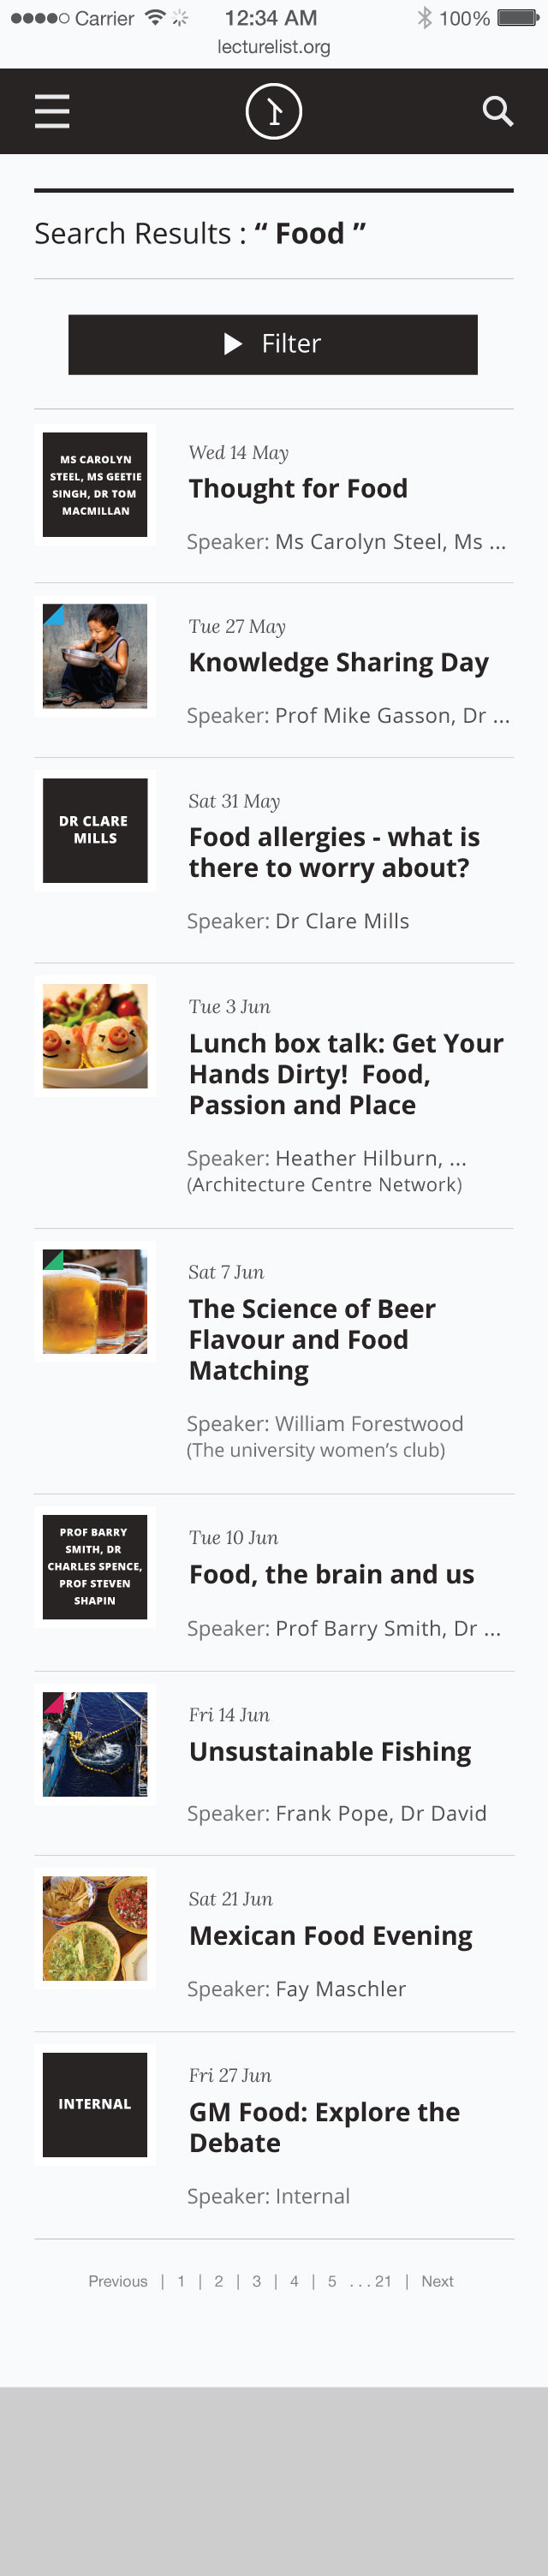 Carrier 12:34 AM 100%
lecturelist.org
Search Results : “ Food ”
Filter
MS CAROLYN
STEEL, MS GEETIE
SINGH, DR TOM
MACMILLAN
Wed 14 May
Thought for Food
Speaker: Ms Carolyn Steel, Ms ...
Tue 27 May
Knowledge Sharing Day
Speaker: Prof Mike Gasson, Dr ...
DR CLARE
MILLS
Sat 31 May
Food allergies - what is
there to worry about?
Speaker: Dr Clare Mills
Tue 3 Jun
Lunch box talk: Get Your
Hands Dirty!  Food,
Passion and Place
Speaker: Heather Hilburn, ...
(Architecture Centre Network)
Sat 7 Jun
The Science of Beer
Flavour and Food
Matching
Speaker: William Forestwood
(The university women’s club)
PROF BARRY
SMITH, DR
CHARLES SPENCE,
PROF STEVEN
SHAPIN
Tue 10 Jun
Food, the brain and us
Speaker: Prof Barry Smith, Dr ...
Fri 14 Jun
Unsustainable Fishing
Speaker: Frank Pope, Dr David
Sat 21 Jun
Mexican Food Evening
Speaker: Fay Maschler
INTERNAL
Fri 27 Jun
GM Food: Explore the
Debate
Speaker: Internal
Previous | 1 | 2 | 3 | 4 | 5 . . . 21 | Next